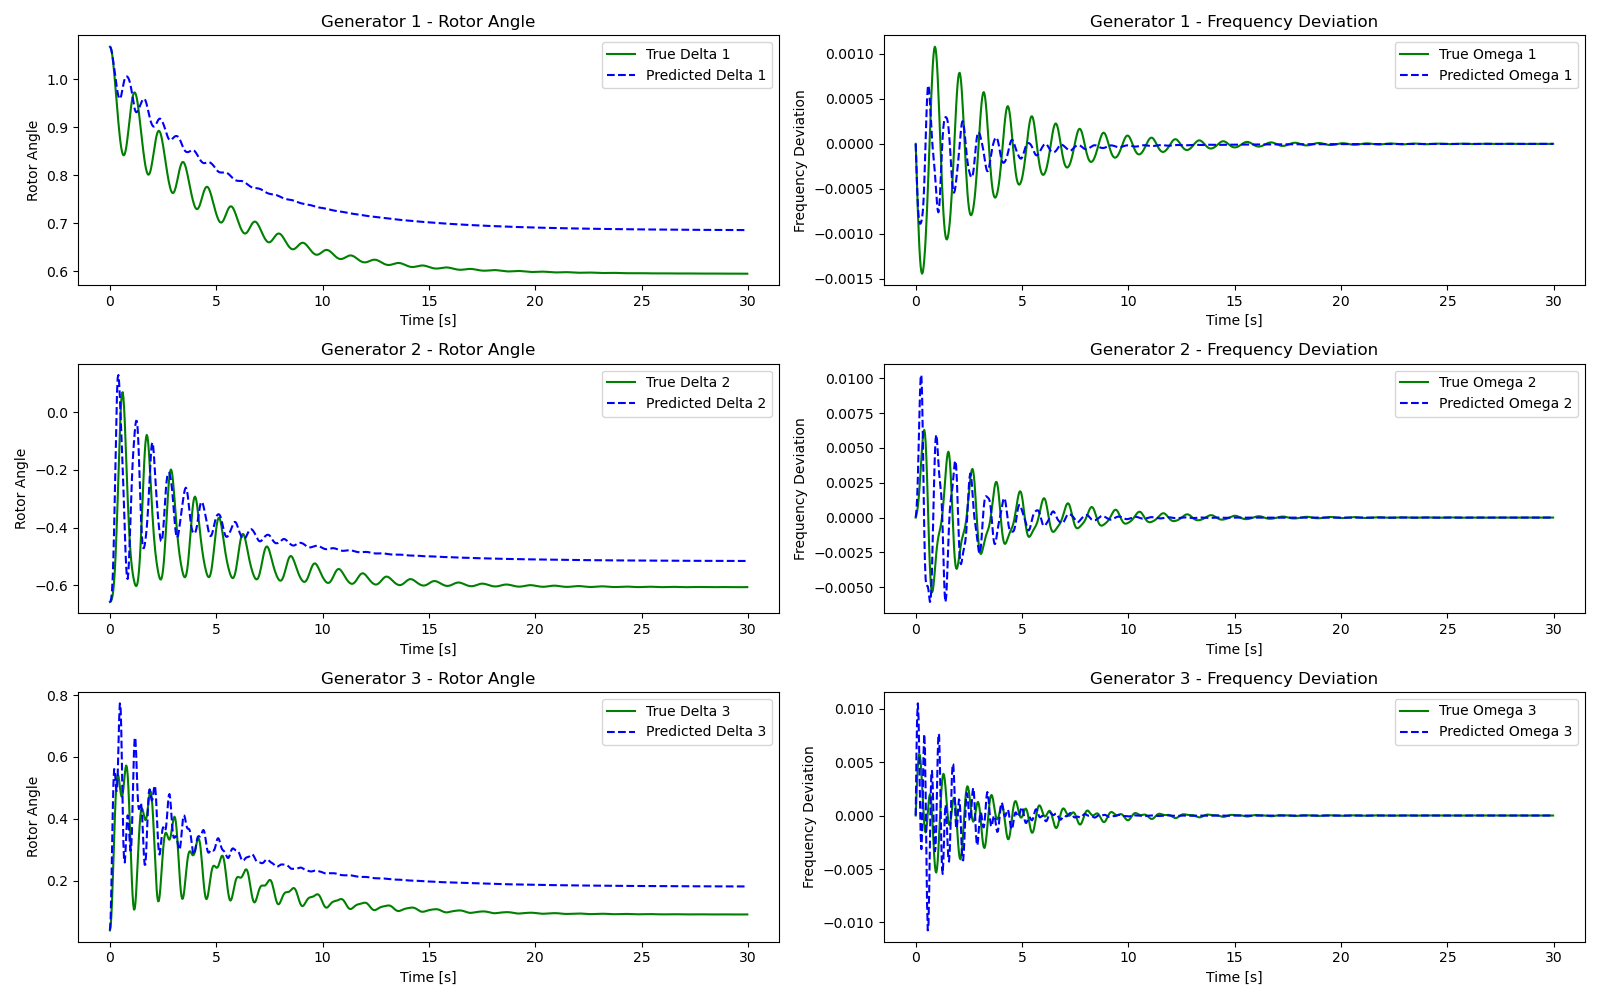 Generator 1 - Rotor Angle
True Delta 1
Predicted Delta 1
Rotor Angle
1.0
0.9
0.8
0.7
0.6
0 5 10 15 20 25 30
Time [s]
Generator 1 - Frequency Deviation
True Omega 1
Predicted Omega 1
Frequency Deviation
0.0010
0.0005
0.0000
−0.0005
−0.0010
−0.0015
0 5 10 15 20 25 30
Time [s]
Generator 2 - Rotor Angle
True Delta 2
Predicted Delta 2
Rotor Angle
0.0
−0.2
−0.4
−0.6
0 5 10 15 20 25 30
Time [s]
Generator 2 - Frequency Deviation
True Omega 2
Predicted Omega 2
Frequency Deviation
0.0100
0.0075
0.0050
0.0025
0.0000
−0.0025
−0.0050
0 5 10 15 20 25 30
Time [s]
Generator 3 - Rotor Angle
True Delta 3
Predicted Delta 3
Rotor Angle
0.8
0.6
0.4
0.2
0 5 10 15 20 25 30
Time [s]
Generator 3 - Frequency Deviation
True Omega 3
Predicted Omega 3
Frequency Deviation
0.010
0.005
0.000
−0.005
−0.010
0 5 10 15 20 25 30
Time [s]